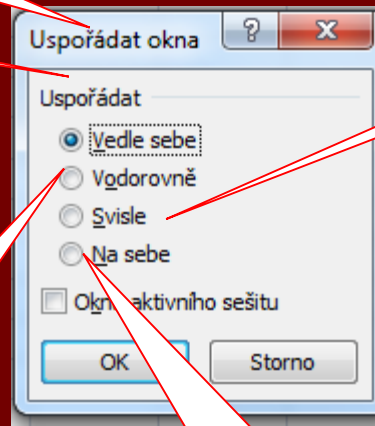 Uspořádat okna
Uspořádat
Vedle sebe
Vodorovně
Svisle
Na sebe
Okna aktivního sešitu
OK
Storno